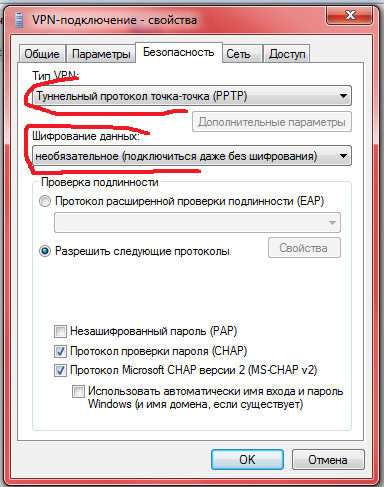 VPN-подключение - свойства
Общие Параметры Безопасность Сеть Доступ
Тип VPN:
Туннельный протокол точка-точка (PPTP)
Дополнительные параметры
Шифрование данных:
необязательное (подключиться даже без шифрования)
Проверка подлинности
Протокол расширенной проверки подлинности (EAP)
Свойства
Разрешить следующие протоколы
Незашифрованный пароль (PAP)
Протокол проверки пароля (CHAP)
Протокол Microsoft CHAP версии 2 (MS-CHAP v2)
Использовать автоматически имя входа и пароль
Windows (и имя домена, если существует)
OK Отмена